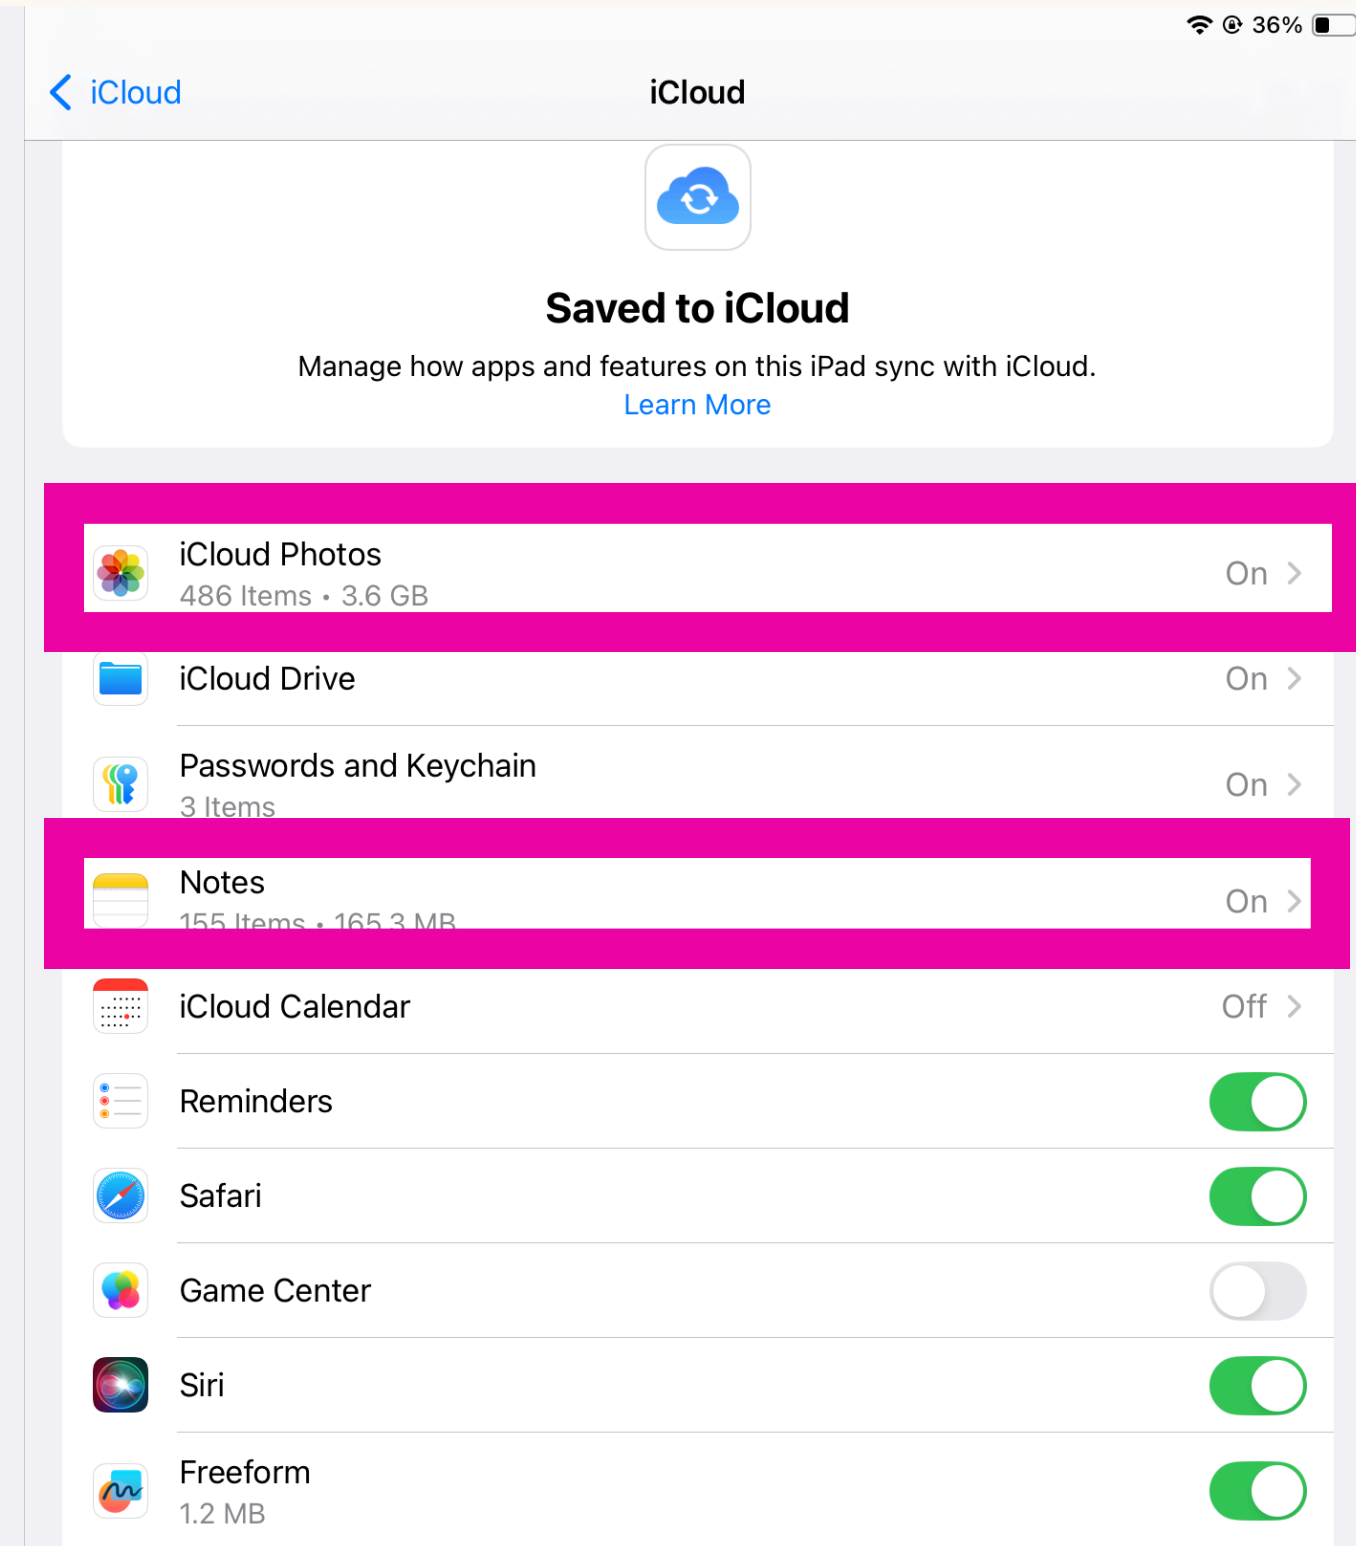 36%
iCloud
iCloud
Saved to iCloud
Manage how apps and features on this iPad sync with iCloud.
Learn More
iCloud Photos
On
486 Items • 3.6 GB
iCloud Drive
On
Passwords and Keychain
On
3 Items
Notes
On
155 Items • 165.3 MB
iCloud Calendar
Off
Reminders
Safari
Game Center
Siri
Freeform
1.2 MB